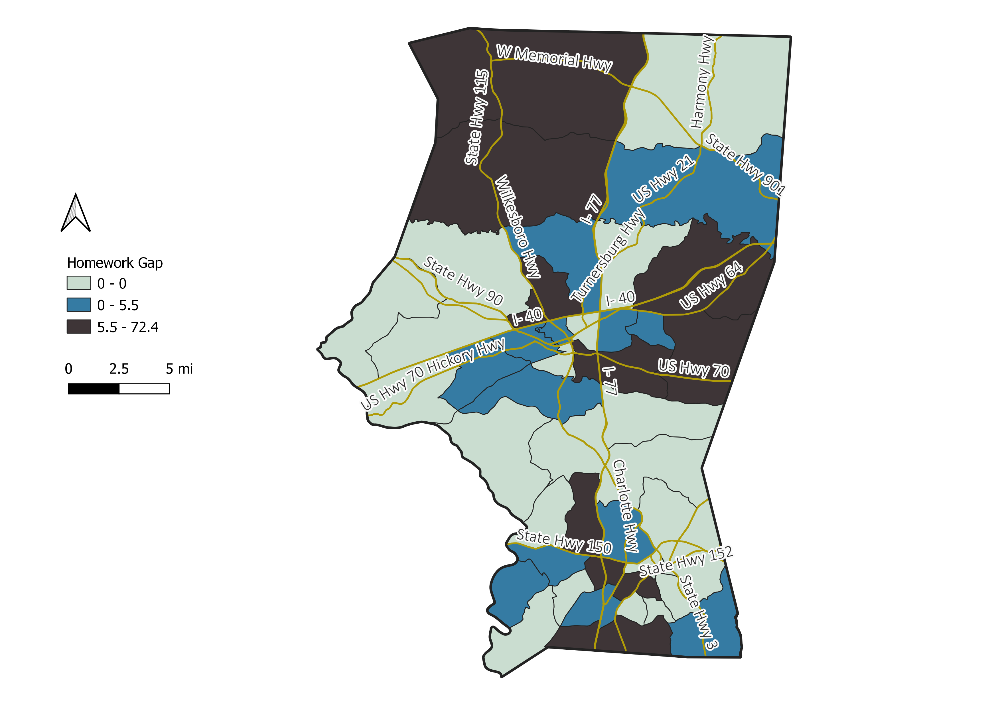 W Memorial Hwy
Harmony Hwy
State Hwy 115
State Hwy 901
US Hwy 21
Wilkesboro Hwy
I- 77
Turnersburg Hwy
State Hwy 90
US Hwy 64
I- 40
I- 40
US Hwy 70 Hickory Hwy
US Hwy 70
I- 77
Charlotte Hwy
State Hwy 150
State Hwy 152
State Hwy 3
Homework Gap
0 - 0
0 - 5.5
5.5 - 72.4
0 2.5 5 mi